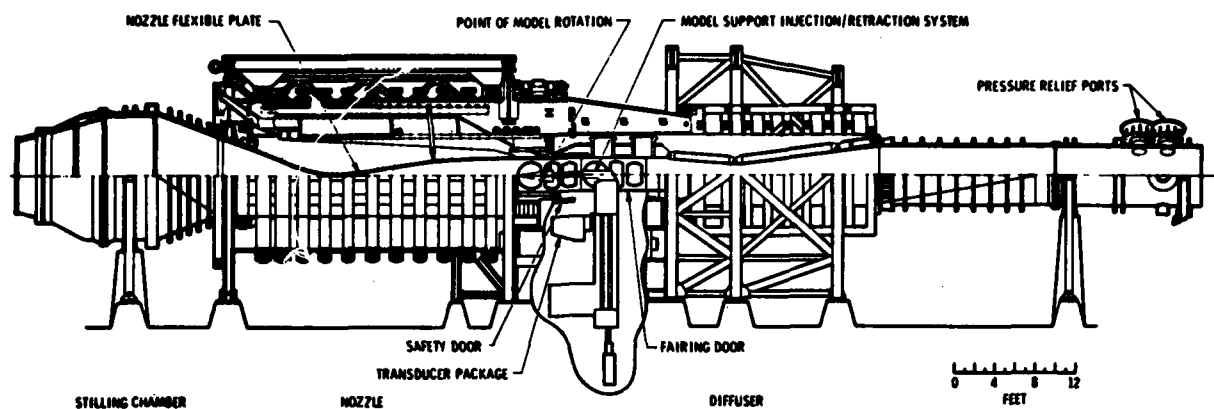 NOZZLE FLEXIBLE PLATE
POINT OF MODEL ROTATION
MODEL SUPPORT INJECTION/RETRACTION SYSTEM
PRESSURE RELIEF PORTS
SAFETY DOOR
FAIRING DOOR
TRANSDUCER PACKAGE
0 4 8 12
FEET
STILLING CHAMBER
NOZZLE
DIFFUSER